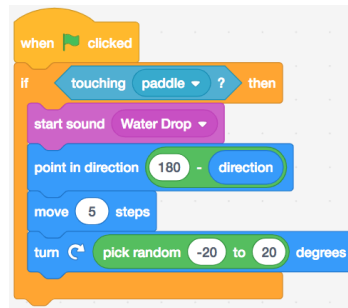 when clicked
if touching paddle ? then
start sound Water Drop
point in direction 180 - direction
move 5 steps
turn pick random -20 to 20 degrees